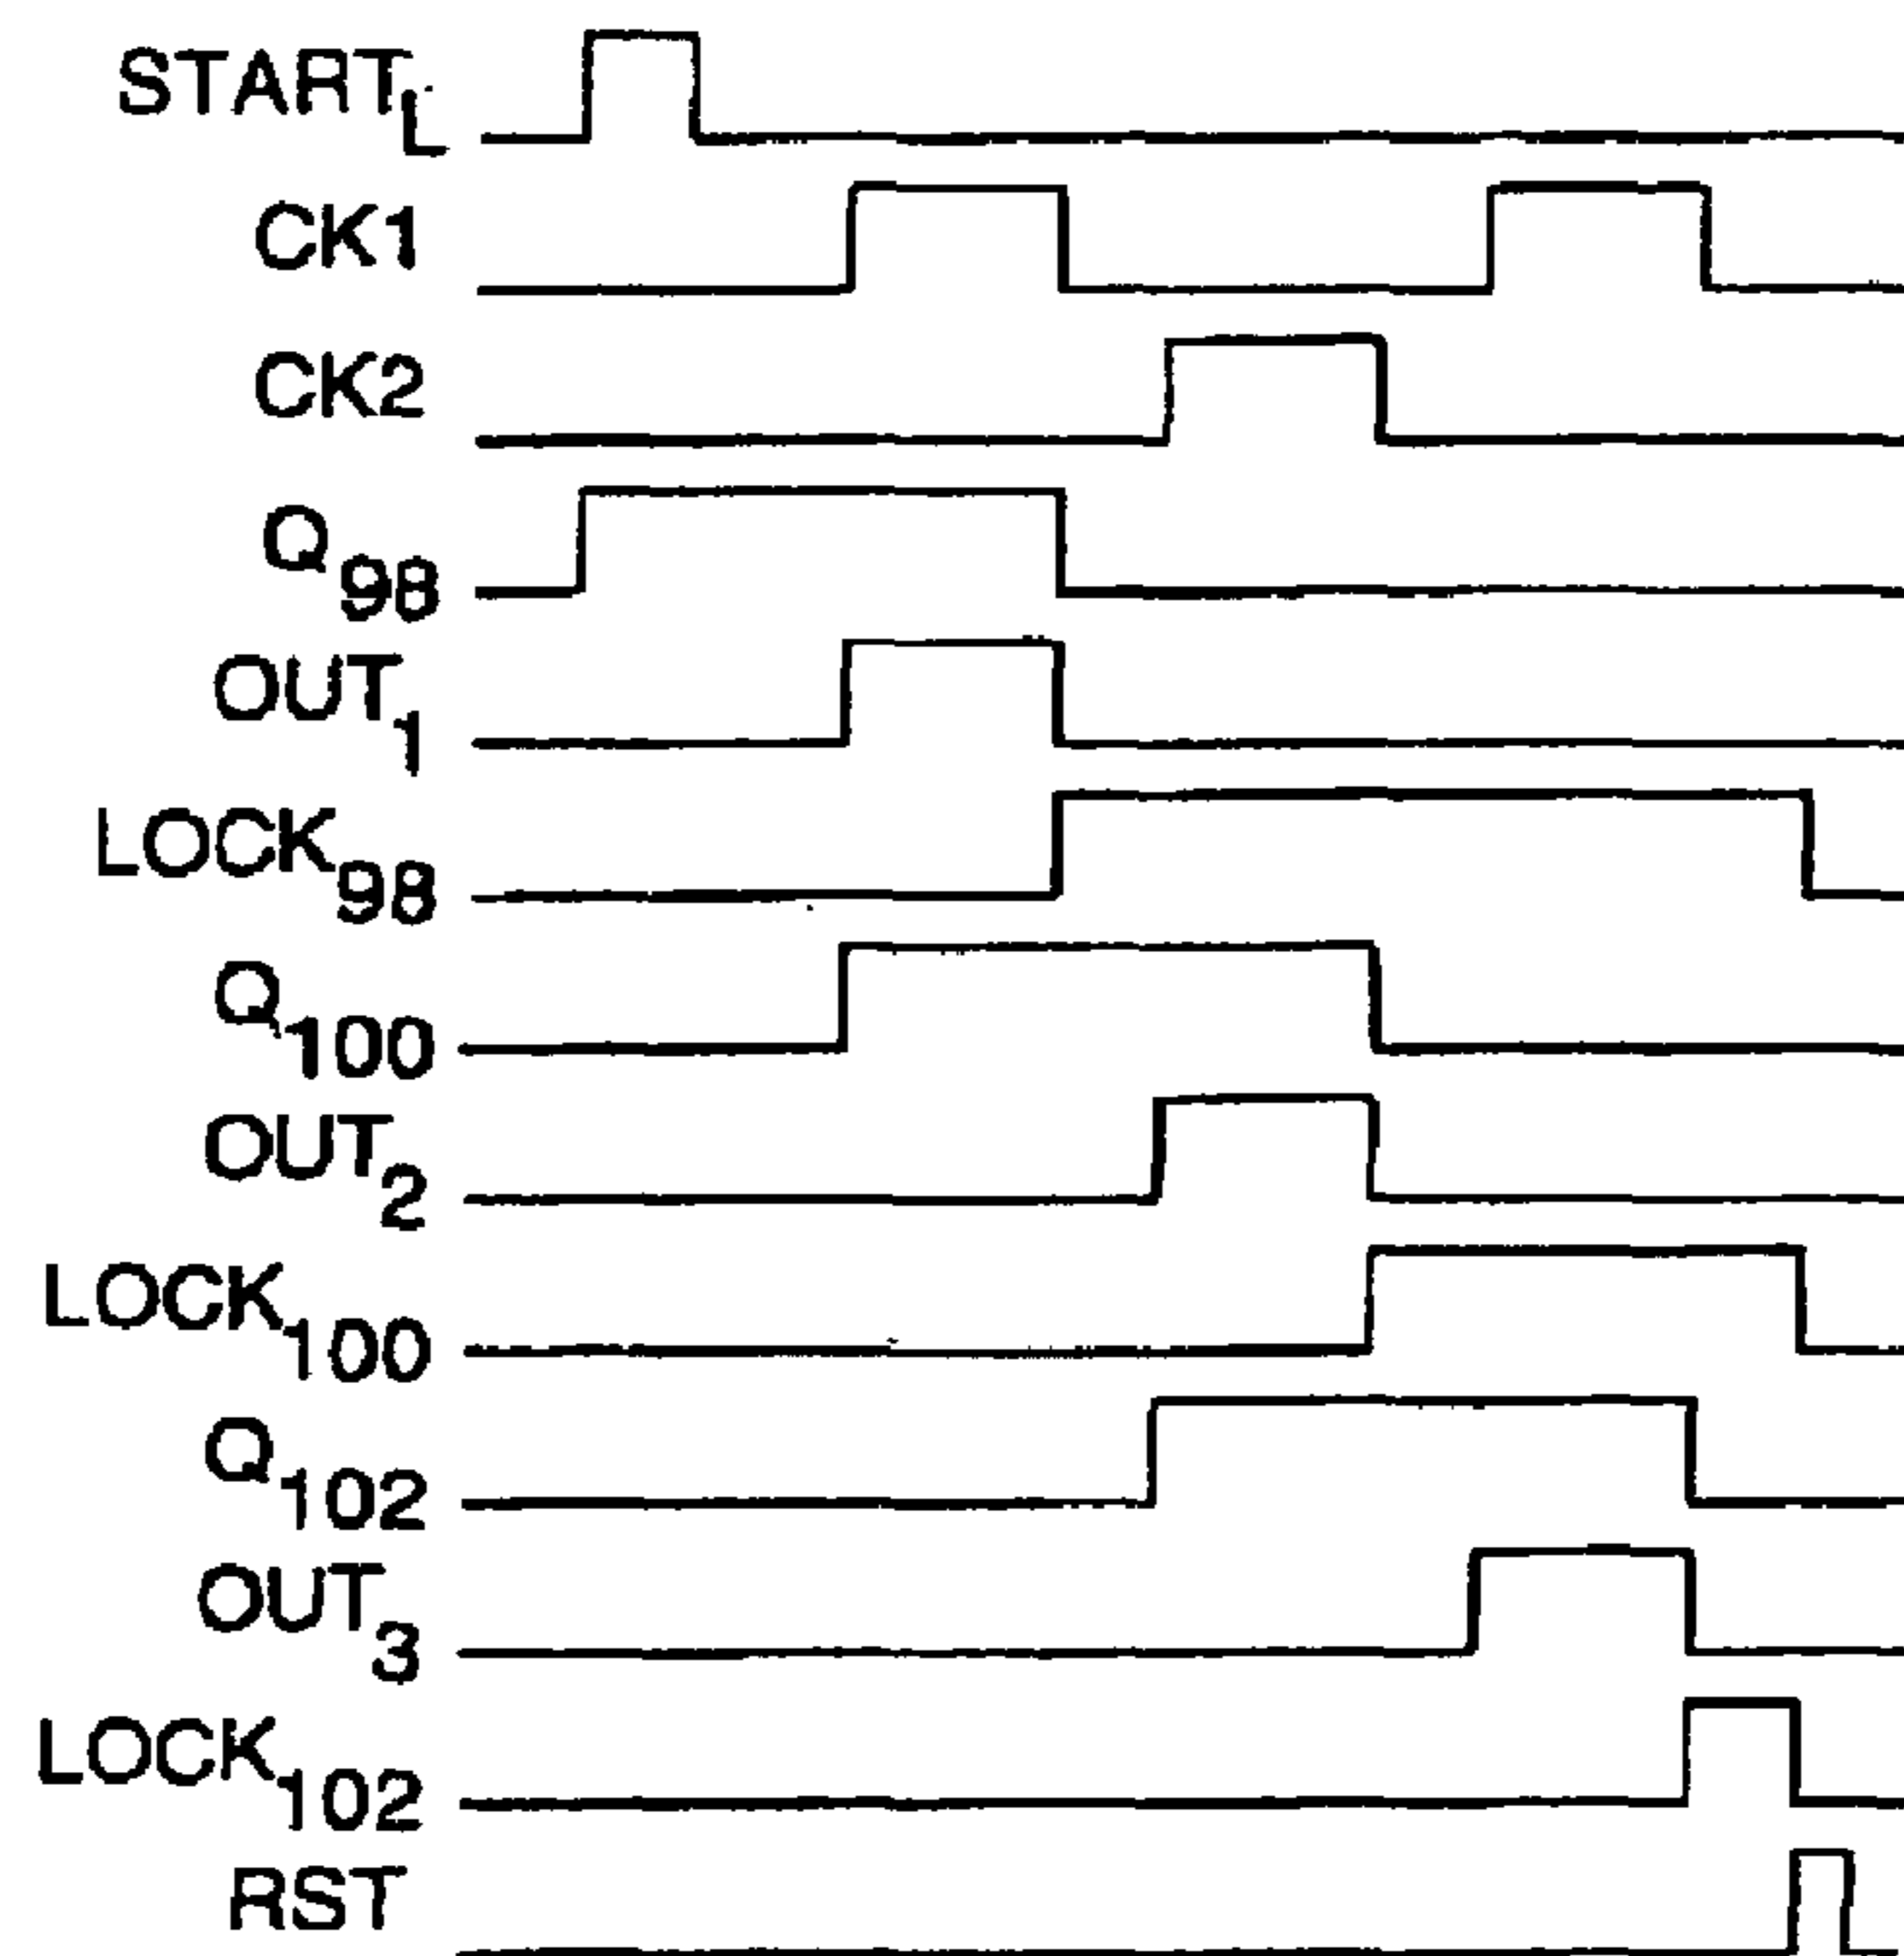 START_L
CK1
CK2
Q_98
OUT_1
LOCK_98
Q_100
OUT_2
LOCK_100
Q_102
OUT_3
LOCK_102
RST